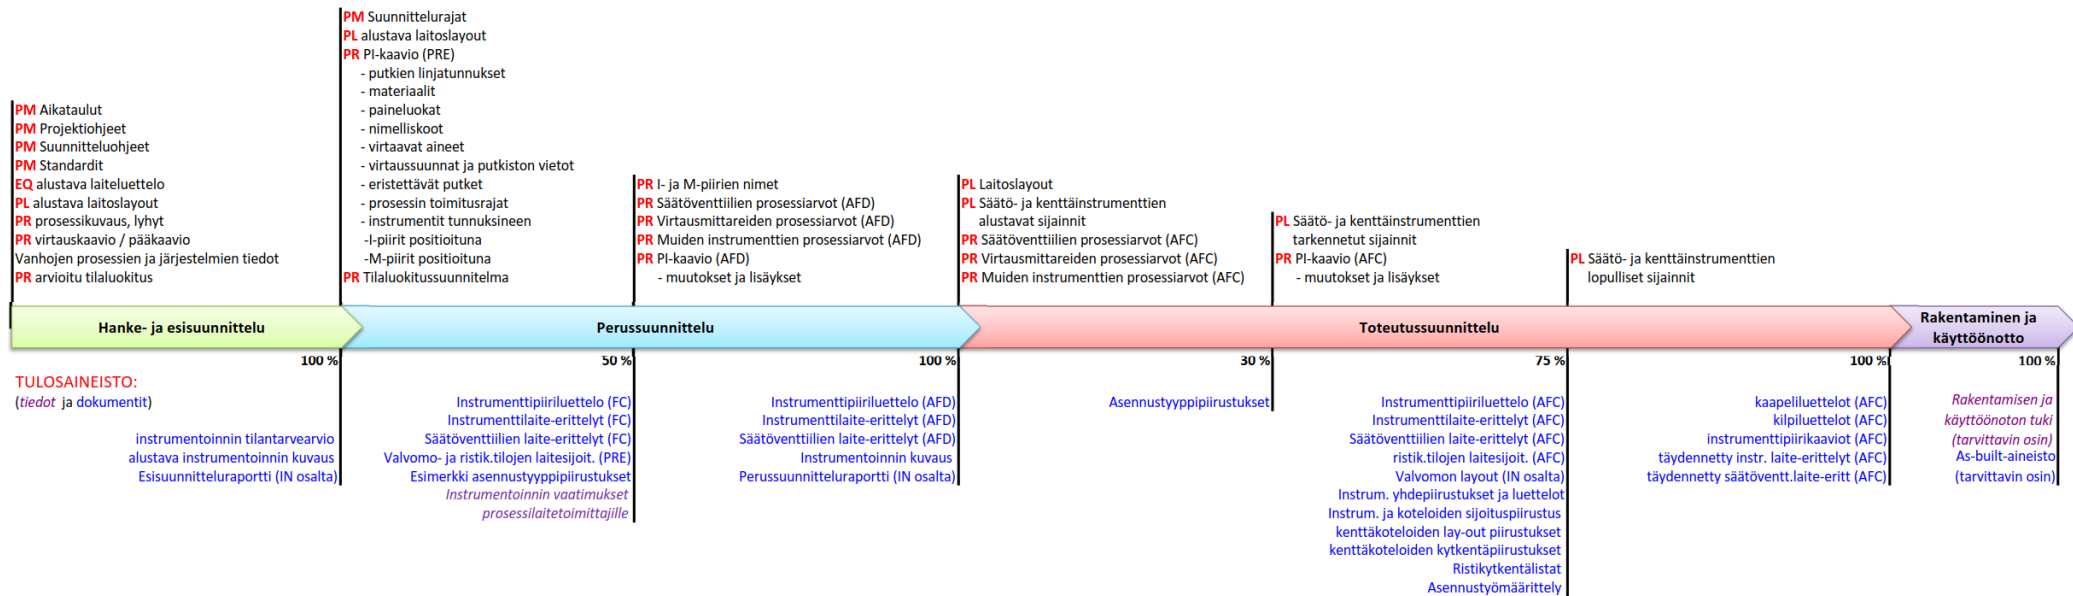 PM Aikataulut
PM Projektiohjeet
PM Suunnitteluohjeet
PM Standardit
EQ alustava laiteluettelo
PL alustava laitoslayout
PR prosessikuvaus, lyhyt
PR virtauskaavio / pääkaavio
Vanhojen prosessien ja järjestelmien tiedot
PR arvioitu tilaluokitus
PM Suunnittelurajat
PL alustava laitoslayout
PR PI-kaavio (PRE)
- putkien linjatunnukset
- materiaalit
- paineluokat
- nimelliskoot
- virtaavat aineet
- virtaussuunnat ja putkiston vietot
- eristettävät putket
- prosessin toimitusrajat
- instrumentit tunnuksineen
-I-piirit positioituna
-M-piirit positioituna
PR Tilaluokitussuunnitelma
PR I- ja M-piirien nimet
PR Säätöventtiilien prosessiarvot (AFD)
PR Virtausmittareiden prosessiarvot (AFD)
PR Muiden instrumenttien prosessiarvot (AFD)
PR PI-kaavio (AFD)
- muutokset ja lisäykset
PL Laitoslayout
PL Säätö- ja kenttäinstrumenttien
alustavat sijainnit
PR Säätöventtiilien prosessiarvot (AFC)
PR Virtausmittareiden prosessiarvot (AFC)
PR Muiden instrumenttien prosessiarvot (AFC)
PL Säätö- ja kenttäinstrumenttien
tarkennetut sijainnit
PR PI-kaavio (AFC)
- muutokset ja lisäykset
PL Säätö- ja kenttäinstrumenttien
lopulliset sijainnit
Hanke- ja esisuunnittelu
Perussuunnittelu
Toteutussuunnittelu
Rakentaminen ja
käyttöönotto
100 %
50 %
100 %
30 %
75 %
100 %
100 %
TULOSAINEISTO:
(tiedot ja dokumentit)
instrumentoinnin tilantarvearvio
alustava instrumentoinnin kuvaus
Esisuunnitteluraportti (IN osalta)
Instrumenttipiiriluettelo (FC)
Instrumenttilaite-erittelyt (FC)
Säätöventtiilien laite-erittelyt (FC)
Valvomo- ja ristik.tilojen laitesijoit. (PRE)
Esimerkki asennustyyppipiirustukset
Instrumentoinnin vaatimukset
prosessilaitetoimittajille
Instrumenttipiiriluettelo (AFD)
Instrumenttilaite-erittelyt (AFD)
Säätöventtiilien laite-erittelyt (AFD)
Instrumentoinnin kuvaus
Perussuunnitteluraportti (IN osalta)
Asennustyyppipiirustukset
Instrumenttipiiriluettelo (AFC)
Instrumenttilaite-erittelyt (AFC)
Säätöventtiilien laite-erittelyt (AFC)
ristik.tilojen laitesijoit. (AFC)
Valvomon layout (IN osalta)
Instrum. yhdepiirustukset ja luettelot
Instrum. ja koteloiden sijoituspiirustus
kenttäkoteloiden lay-out piirustukset
kenttäkoteloiden kytkentäpiirustukset
Ristikytkentälistat
Asennustyömäärittely
kaapeliluettelot (AFC)
kilpiluettelot (AFC)
instrumenttipiirikaaviot (AFC)
täydennetty instr. laite-erittelyt (AFC)
täydennetty säätöventt.laite-eritt (AFC)
Rakentamisen ja
käyttöönoton tuki
(tarvittavin osin)
As-built-aineisto
(tarvittavin osin)